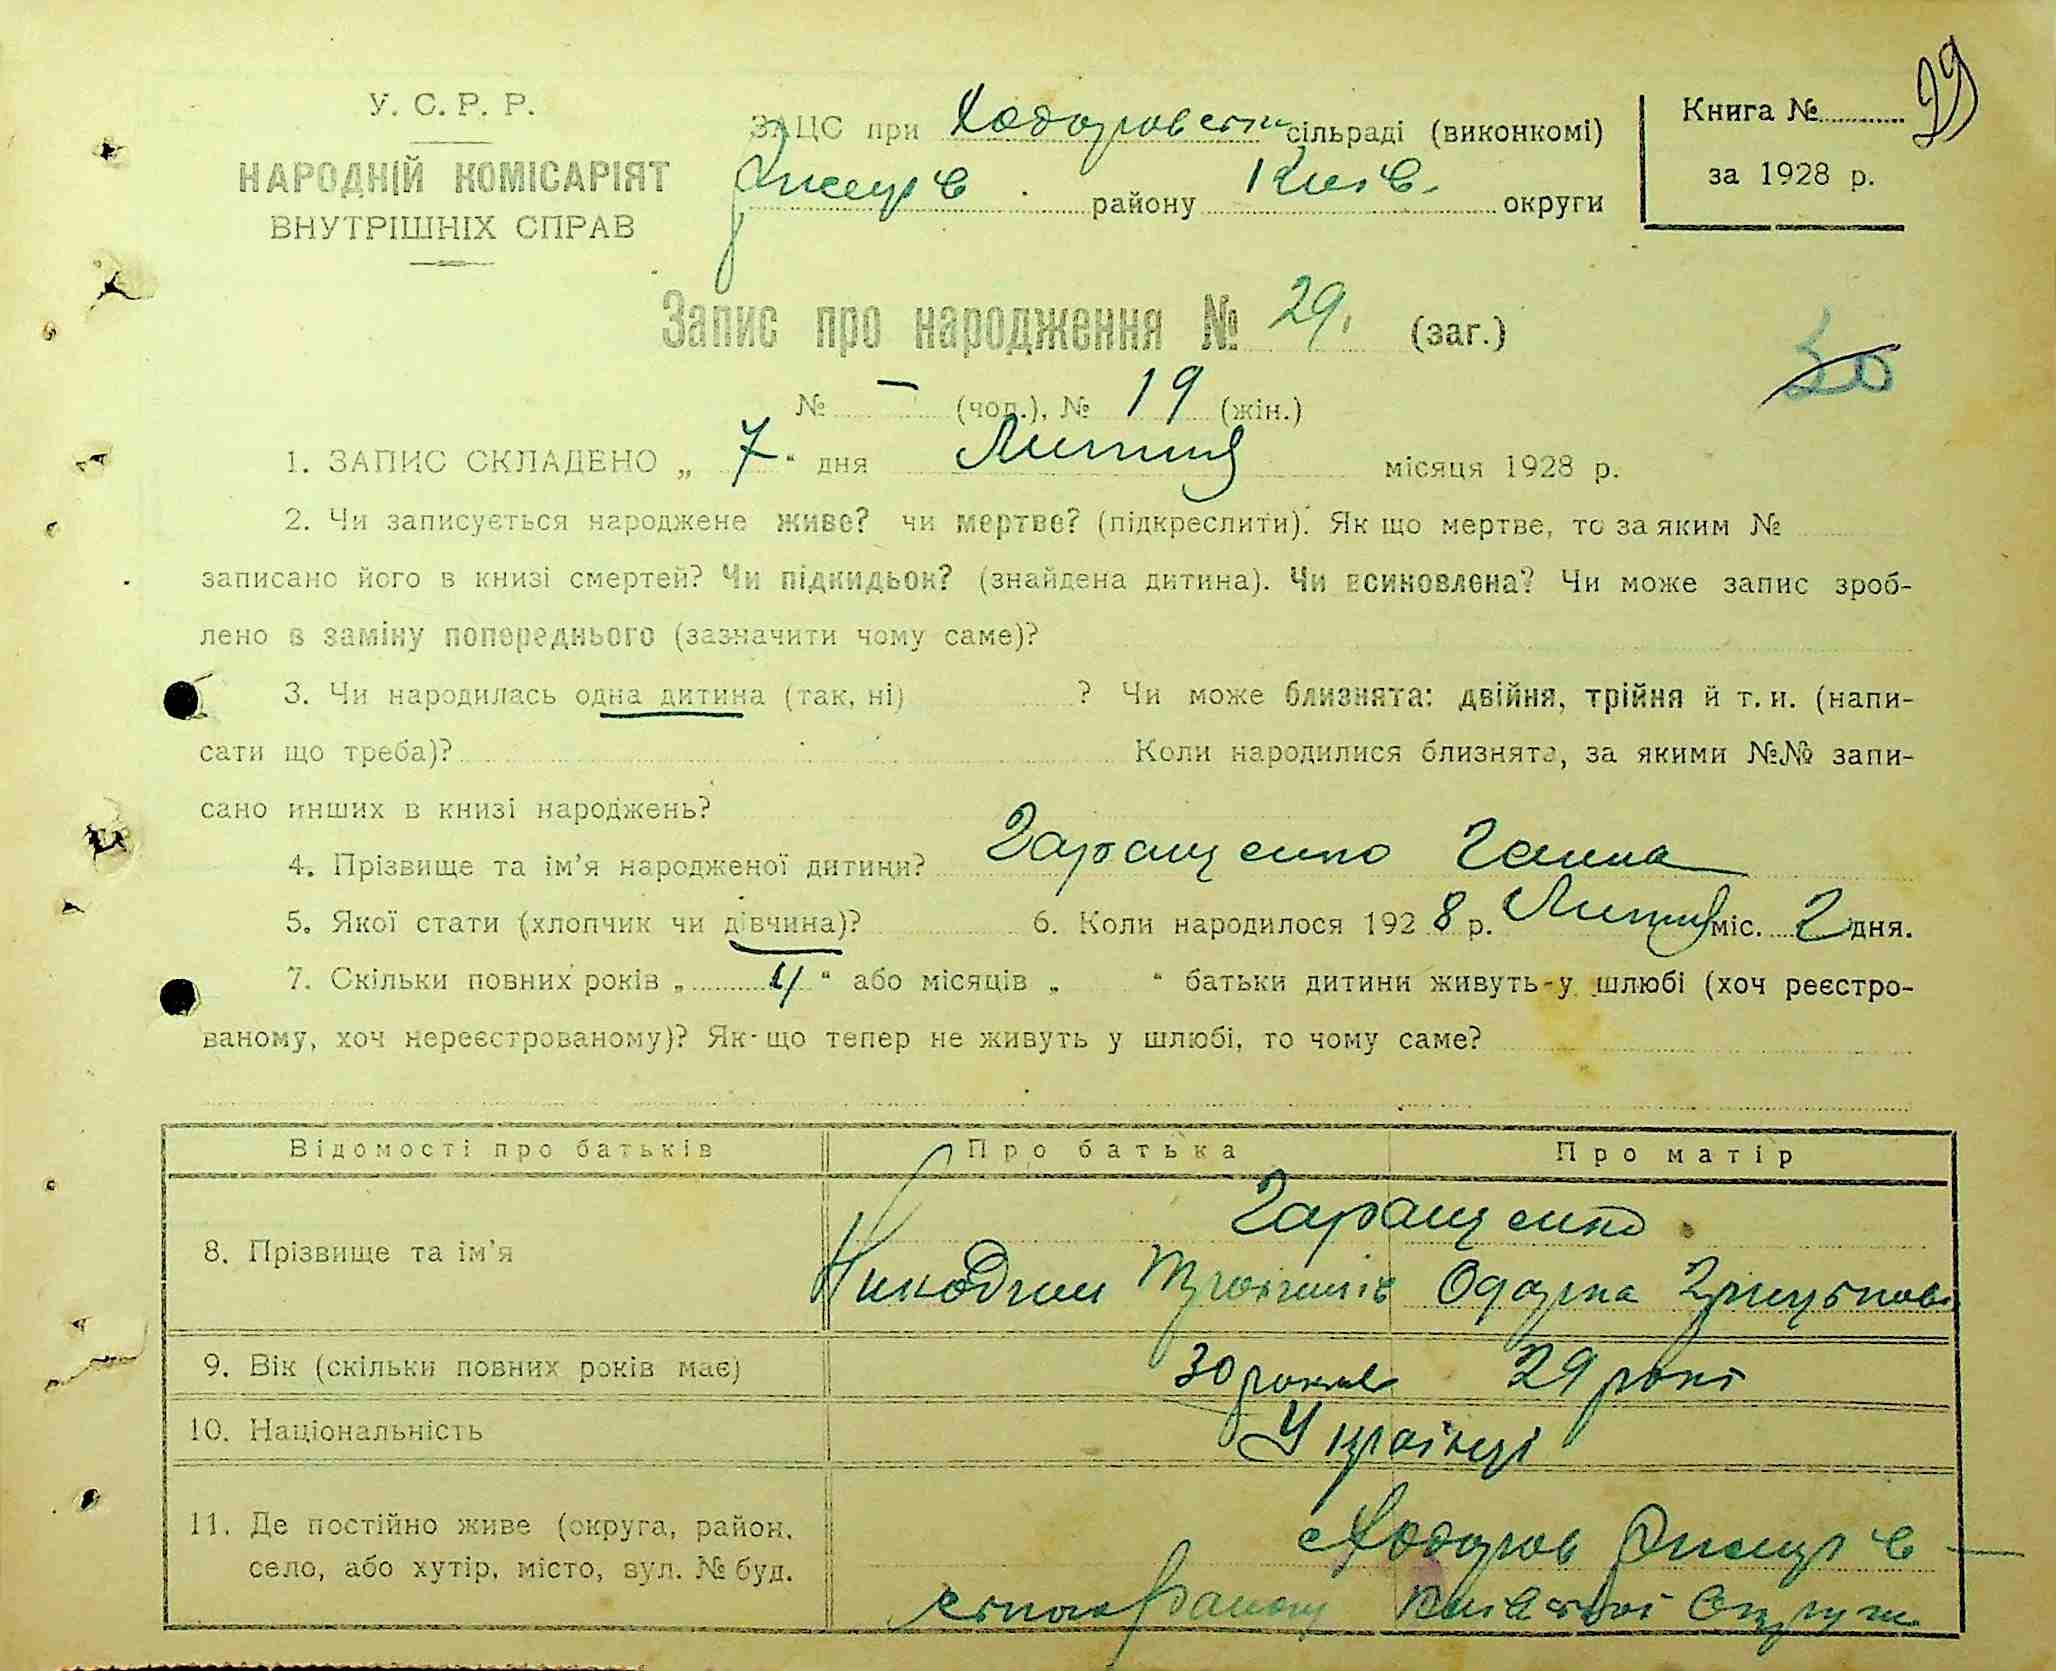 У. С. Р. Р.
НАРОДНІЙ КОМІСАРІЯТ
ВНУТРІШНІХ СПРАВ
ЗАЦС при Ходоровській сільраді (виконкомі)
Ржищів району Київ. округи
Книга № 29
за 1928 р.
Запис про народження № 29. (заг.)
30
№ — (чол.), № 19 (жін.)
1. ЗАПИС СКЛАДЕНО „ 7 “ дня Липня місяця 1928 р.
2. Чи записується народжене живе? чи мертве? (підкреслити). Як що мертве, то за яким №
записано його в книзі смертей? Чи підкидьок? (знайдена дитина). Чи всиновлена? Чи може запис зроб-
лено в заміну попереднього (зазначити чому саме)?
3. Чи народилась одна дитина (так, ні) ? Чи може близнята: двійня, трійня й т. и. (напи-
сати що треба)? Коли народилися близнята, за якими №№ запи-
сано инших в книзі народжень?
4. Прізвище та ім’я народженої дитини? Гаращенко Ганна
5. Якої стати (хлопчик чи дівчина)? 6. Коли народилося 1928 р. Липня міс. 2 дня.
7. Скільки повних років „ 4 “ або місяців „ “ батьки дитини живуть у шлюбі (хоч реєстро-
ваному, хоч нереєстрованому)? Як-що тепер не живуть у шлюбі, то чому саме?
Відомості про батьків Про батька Про матір
8. Прізвище та ім’я Гаращенко
Никодим Одарка
9. Вік (скільки повних років має) 30 років 29 років
10. Національність Українці
11. Де постійно живе (округа, район, село, або хутір, місто, вул. № буд. с Ходоров Ржищів-
ського району Київської Округи